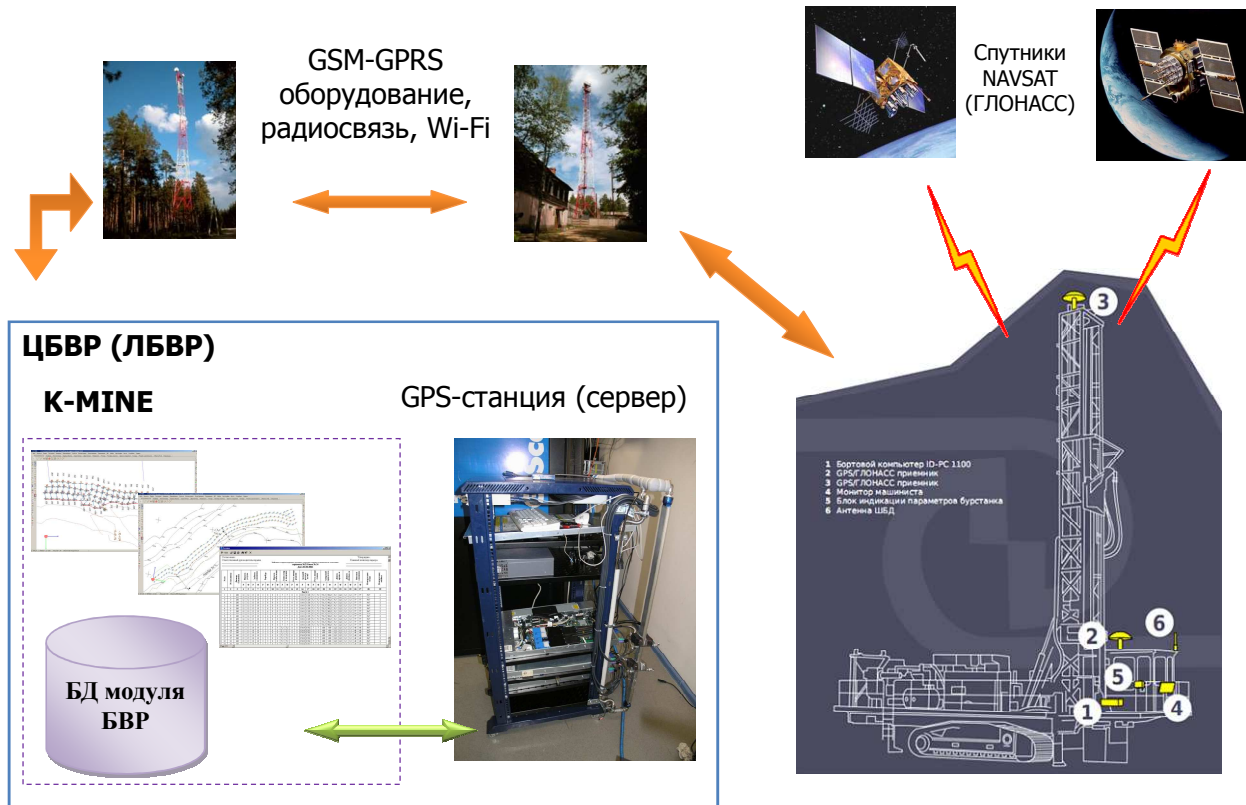 GSM-GPRS
оборудование,
радиосвязь, Wi-Fi
Спутники
NAVSAT
(ГЛОНАСС)
ЦБВР (ЛБВР)
K-MINE
GPS-станция (сервер)
БД модуля
БВР
3
1 Бортовой компьютер ID-PC 1100
2 GPS/ГЛОНАСС приемник
3 GPS/ГЛОНАСС приемник
4 Монитор машиниста
5 Блок индикации параметров бурстанка
6 Антенна ШБД
2
6
5
1
4